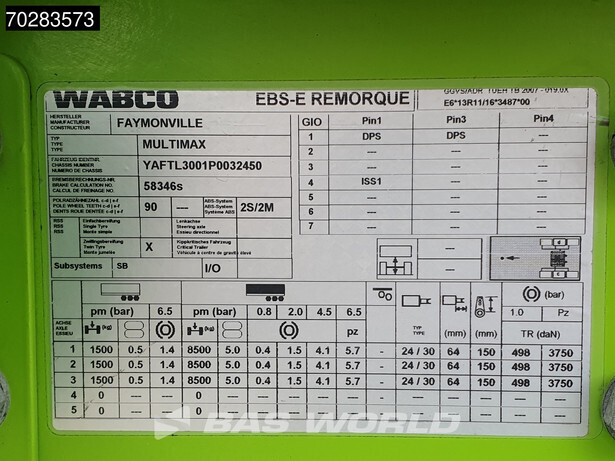 70283573
WABCO EBS-E REMORQUE
GGVS/ADR TUEH TB 2007 - 019.0X
E6*13R11/16*3487*00
HERSTELLER
MANUFACTURER
CONSTRUCTEUR
FAYMONVILLE
TYP
TYPE
TYPE
MULTIMAX
FAHRZEUG IDENTNR.
CHASSIS NUMBER
NUMERO DE CHASSIS
YAFTL3001P0032450
BREMSBERECHNUNGS-NR.
BRAKE CALCULATION NO.
CALCUL DE FREINAGE NO.
58346s
POLRADZÄHNEZAHL c-d | e-f
POLE WHEEL TEETH c-d | e-f
DENTS ROUE DENTEE c-d | e-f
90 ---
ABS-System
ABS-System
Système ABS
2S/2M
RSS
RSS
RSS
Einfachbereifung
Single Tyre
Monte simple
Lenkachse
Steering axle
Essieu directionnel
Zwillingsbereifung
Twin Tyre
Monte jumelée
X
Kippkritisches Fahrzeug
Critical Trailer
Véhicule à centre de gravité élevé
Subsystems SB I/O
GIO Pin1 Pin3 Pin4
1 DPS DPS ---
2 --- --- ---
3 --- ---
4 ISS1 --- ---
5 --- ---
6 --- ---
7 --- ---
pm (bar) 6.5 pm (bar) 0.8 2.0 4.5 6.5
(bar)
1.0 Pz
ACHSE
AXLE
ESSIEU
(kg) (kg) pz
TYP
TYPE
(mm) (mm) TR (daN)
1 1500 0.5 1.4 8500 5.0 0.4 1.5 4.1 5.7 - 24 / 30 64 150 498 3750
2 1500 0.5 1.4 8500 5.0 0.4 1.5 4.1 5.7 - 24 / 30 64 150 498 3750
3 1500 0.5 1.4 8500 5.0 0.4 1.5 4.1 5.7 - 24 / 30 64 150 498 3750
4 0 --- --- 0 --- --- --- --- --- - --- --- --- --- ---
5 0 --- --- 0 --- --- --- --- --- - --- --- --- --- ---
BAS WORLD